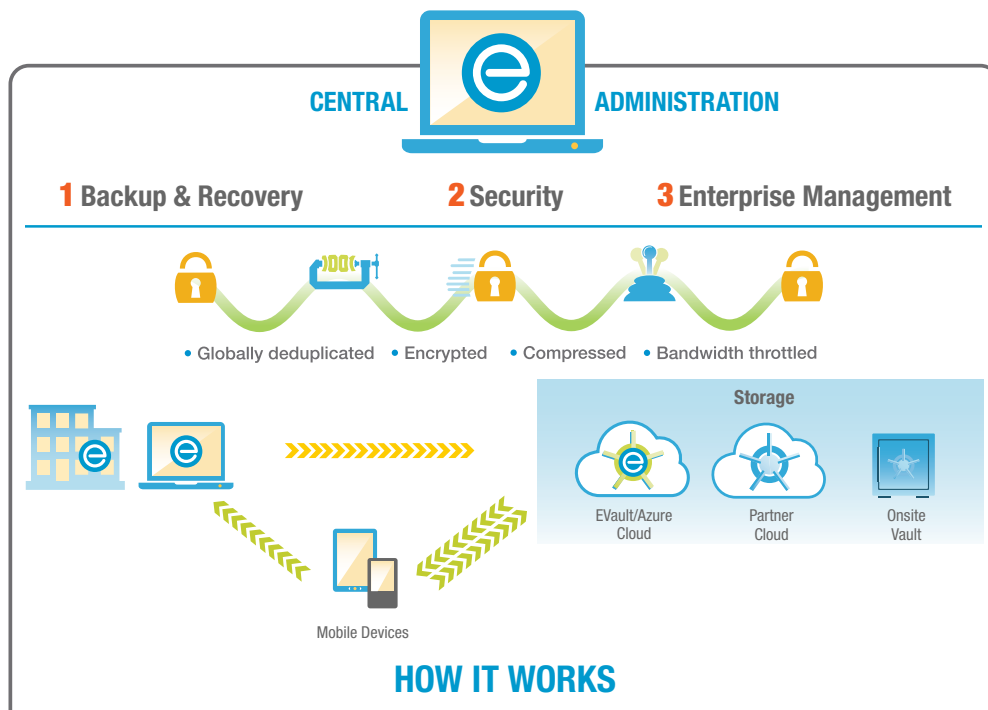 CENTRAL ADMINISTRATION
1 Backup & Recovery 2 Security 3 Enterprise Management
• Globally deduplicated • Encrypted • Compressed • Bandwidth throttled
Storage
EVault/Azure
Cloud
Partner
Cloud
Onsite
Vault
Mobile Devices
HOW IT WORKS